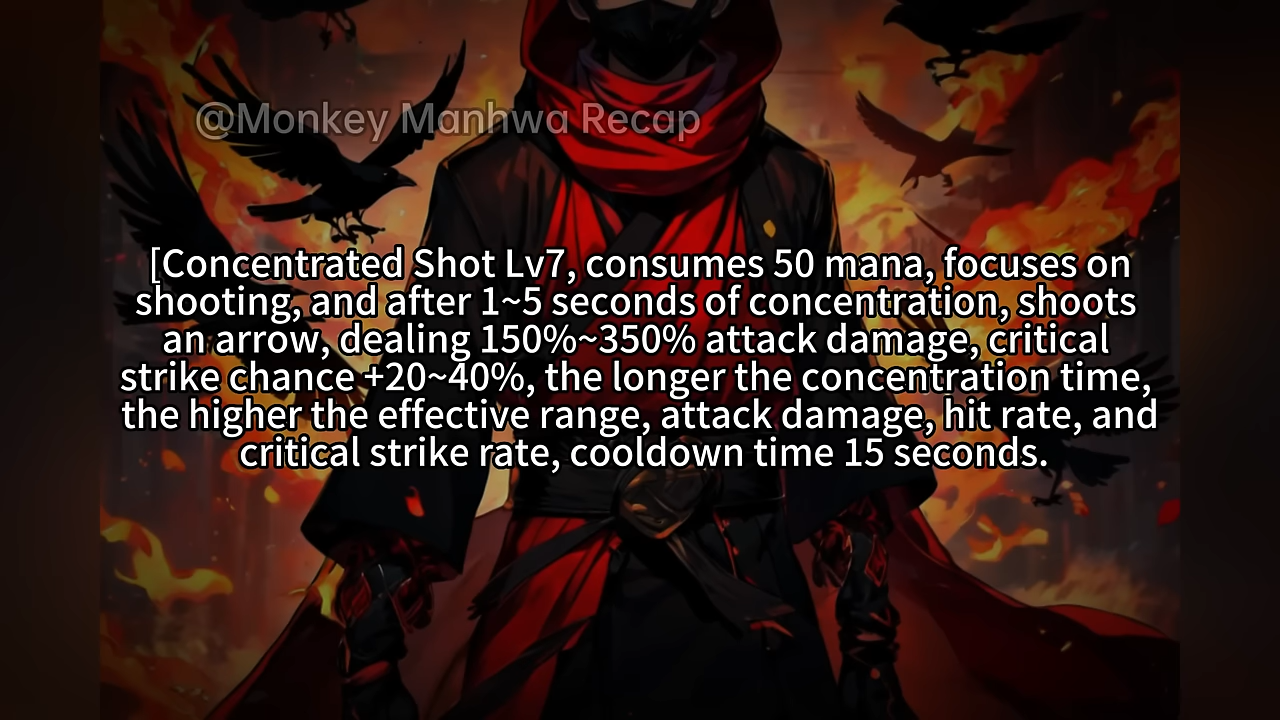 @Monkey Manhwa Recap
[Concentrated Shot Lv7, consumes 50 mana, focuses on
shooting, and after 1~5 seconds of concentration, shoots
an arrow, dealing 150%~350% attack damage, critical
strike chance +20~40%, the longer the concentration time,
the higher the effective range, attack damage, hit rate, and
critical strike rate, cooldown time 15 seconds.